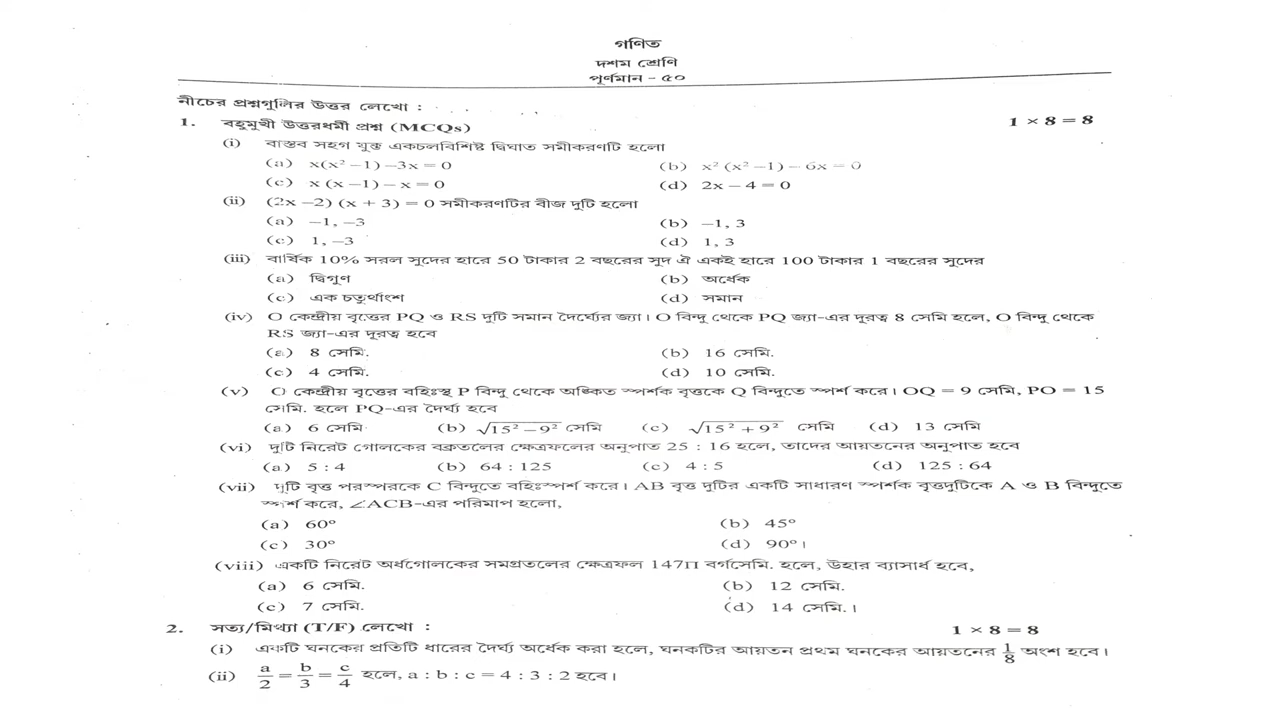 গণিত
দশম শ্রেণি
পূর্ণমান - ৫০
নীচের প্রশ্নগুলির উত্তর লেখো :
1. বহুমুখী উত্তরধর্মী প্রশ্ন (MCQs) 1 × 8 = 8
(i) বাস্তব সহগ যুক্ত একচলবিশিষ্ট দ্বিঘাত সমীকরণটি হলো
(a) x(x² −1) −3x = 0 (b) x² (x² −1) − 6x = 0
(c) x (x −1) − x = 0 (d) 2x − 4 = 0
(ii) (2x −2) (x + 3) = 0 সমীকরণটির বীজ দুটি হলো
(a) −1, −3 (b) −1, 3
(c) 1, −3 (d) 1, 3
(iii) বার্ষিক 10% সরল সুদের হারে 50 টাকার 2 বছরের সুদ ঐ একই হারে 100 টাকার 1 বছরের সুদের
(a) দ্বিগুণ (b) অর্ধেক
(c) এক চতুর্থাংশ (d) সমান
(iv) O কেন্দ্রীয় বৃত্তের PQ ও RS দুটি সমান দৈর্ঘ্যের জ্যা। O বিন্দু থেকে PQ জ্যা-এর দূরত্ব 8 সেমি হলে, O বিন্দু থেকে
RS জ্যা-এর দূরত্ব হবে
(a) 8 সেমি. (b) 16 সেমি.
(c) 4 সেমি. (d) 10 সেমি.
(v) O কেন্দ্রীয় বৃত্তের বহিঃস্থ P বিন্দু থেকে অঙ্কিত স্পর্শক বৃত্তকে Q বিন্দুতে স্পর্শ করে। OQ = 9 সেমি, PO = 15
সেমি. হলে PQ-এর দৈর্ঘ্য হবে
(a) 6 সেমি (b) √15² − 9² সেমি (c) √15² + 9² সেমি (d) 13 সেমি
(vi) দুটি নিরেট গোলকের বক্রতলের ক্ষেত্রফলের অনুপাত 25 : 16 হলে, তাদের আয়তনের অনুপাত হবে
(a) 5 : 4 (b) 64 : 125 (c) 4 : 5 (d) 125 : 64
(vii) দুটি বৃত্ত পরস্পরকে C বিন্দুতে বহিঃস্পর্শ করে। AB বৃত্ত দুটির একটি সাধারণ স্পর্শক বৃত্তদুটিকে A ও B বিন্দুতে
স্পর্শ করে, ∠ACB-এর পরিমাপ হলো,
(a) 60° (b) 45°
(c) 30° (d) 90°।
(viii) একটি নিরেট অর্ধগোলকের সমগ্রতলের ক্ষেত্রফল 147π বর্গসেমি. হলে, উহার ব্যাসার্ধ হবে,
(a) 6 সেমি. (b) 12 সেমি.
(c) 7 সেমি. (d) 14 সেমি.।
2. সত্য/মিথ্যা (T/F) লেখো : 1 × 8 = 8
(i) একটি ঘনকের প্রতিটি ধারের দৈর্ঘ্য অর্ধেক করা হলে, ঘনকটির আয়তন প্রথম ঘনকের আয়তনের 1/8 অংশ হবে।
(ii) a/2 = b/3 = c/4 হলে, a : b : c = 4 : 3 : 2 হবে।